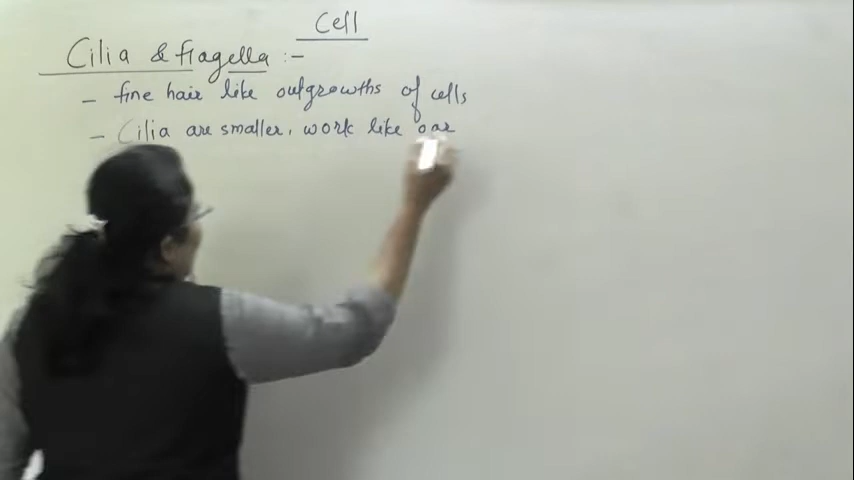 Cell
Cilia & flagella :-
- fine hair like outgrowths of cells
- Cilia are smaller, work like oar